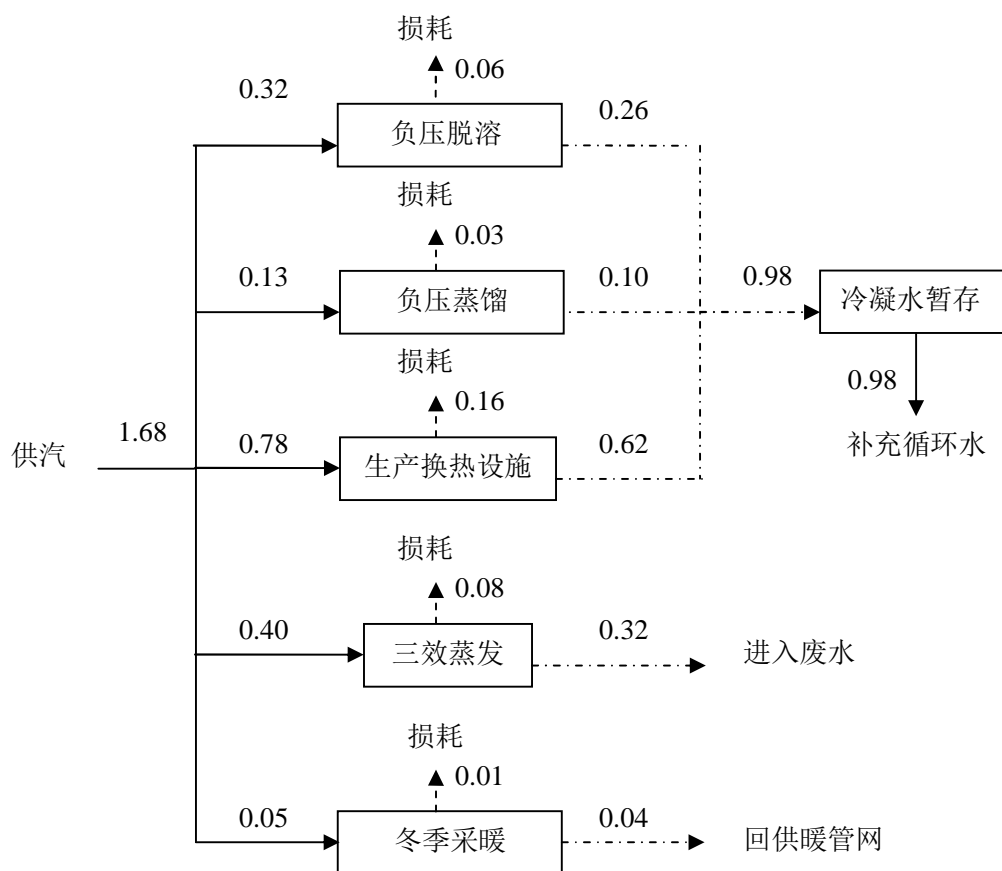 损耗
0.06
0.32
负压脱溶
0.26
损耗
0.03
0.13
负压蒸馏
0.10
0.98
冷凝水暂存
损耗
0.16
0.98
供汽
1.68
0.78
生产换热设施
0.62
补充循环水
损耗
0.08
0.40
三效蒸发
0.32
进入废水
损耗
0.01
0.05
冬季采暖
0.04
回供暖管网